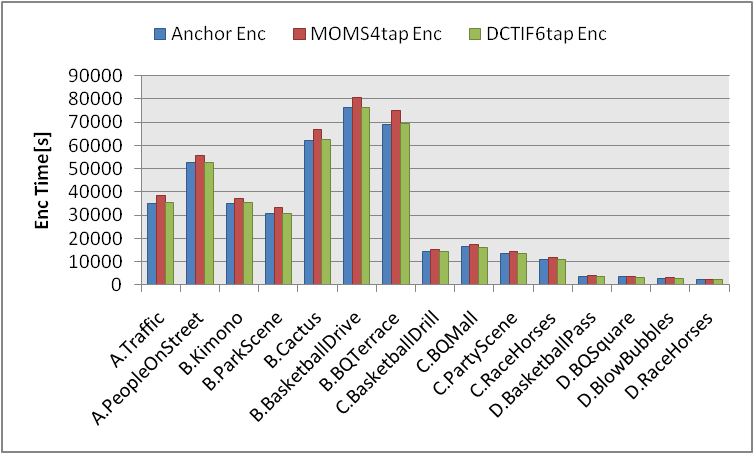 Anchor Enc MOMS4tap Enc DCTIF6tap Enc
Enc Time[s]
90000
80000
70000
60000
50000
40000
30000
20000
10000
0
A.Traffic
A.PeopleOnStreet
B.Kimono
B.ParkScene
B.Cactus
B.BasketballDrive
B.BQTerrace
C.BasketballDrill
C.BQMall
C.PartyScene
C.RaceHorses
D.BasketballPass
D.BQSquare
D.BlowBubbles
D.RaceHorses